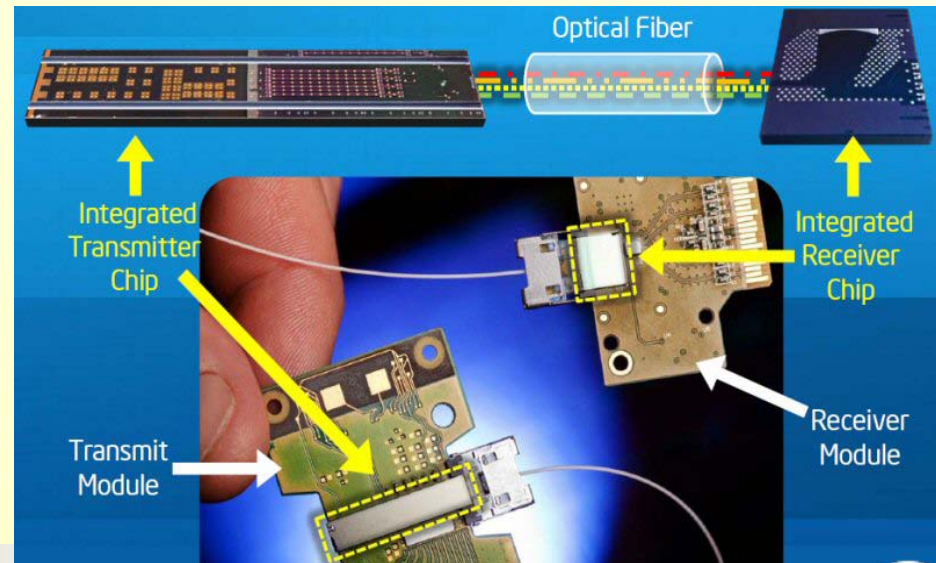 Optical Fiber
Integrated
Transmitter
Chip
Integrated
Receiver
Chip
Transmit
Module
Receiver
Module